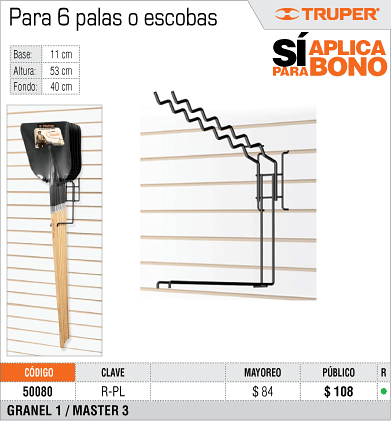 Para 6 palas o escobas
TRUPER®
SÍ APLICA
PARA BONO
Base: 11 cm
Altura: 53 cm
Fondo: 40 cm
CÓDIGO CLAVE MAYOREO PÚBLICO R
50080 R-PL $ 84 $ 108
GRANEL 1 / MASTER 3